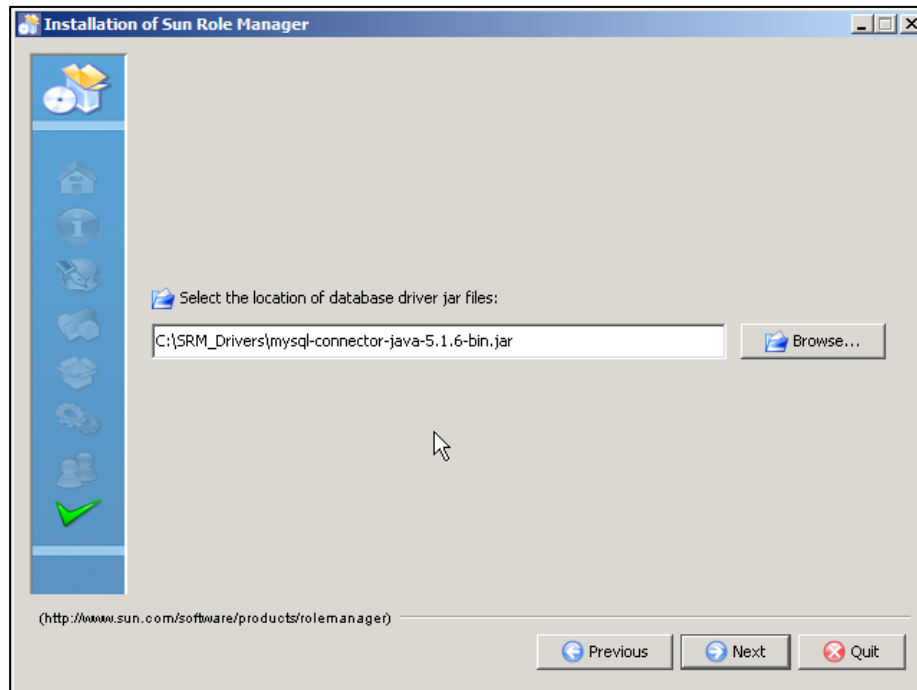 Installation of Sun Role Manager
Select the location of database driver jar files:
C:\SRM_Drivers\mysql-connector-java-5.1.6-bin.jar
Browse...
(http://www.sun.com/software/products/rolemanager)
Previous
Next
Quit